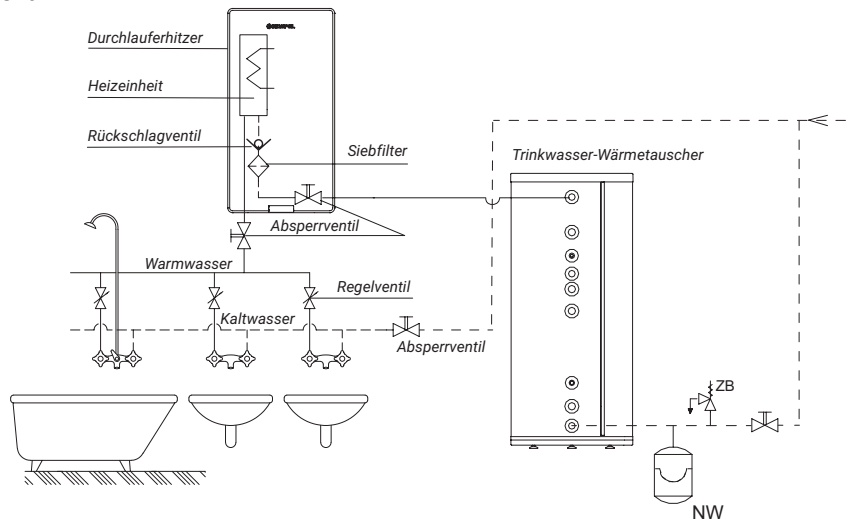 Durchlauferhitzer
Heizeinheit
Rückschlagventil
Siebfilter
Trinkwasser-Wärmetauscher
Absperrventil
Warmwasser
Regelventil
Kaltwasser
Absperrventil
ZB
NW